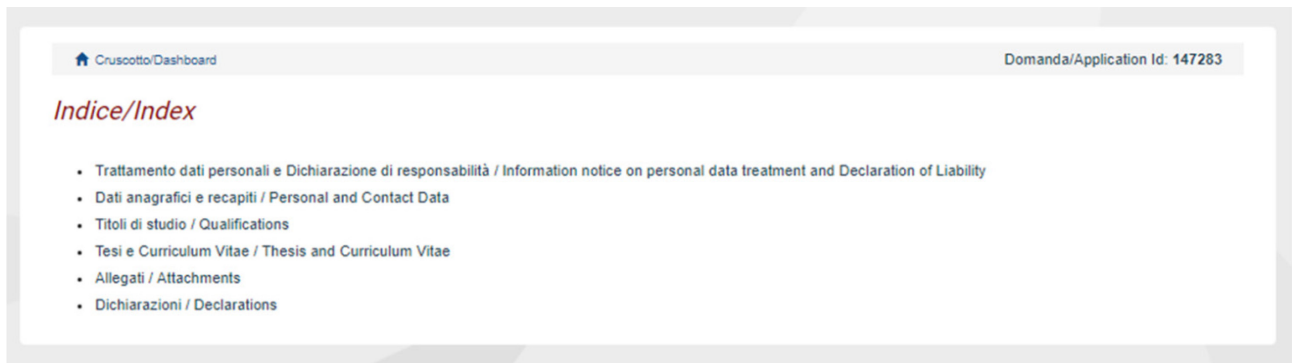 Cruscotto/Dashboard
Domanda/Application Id: 147283
Indice/Index
Trattamento dati personali e Dichiarazione di responsabilità / Information notice on personal data treatment and Declaration of Liability
Dati anagrafici e recapiti / Personal and Contact Data
Titoli di studio / Qualifications
Tesi e Curriculum Vitae / Thesis and Curriculum Vitae
Allegati / Attachments
Dichiarazioni / Declarations